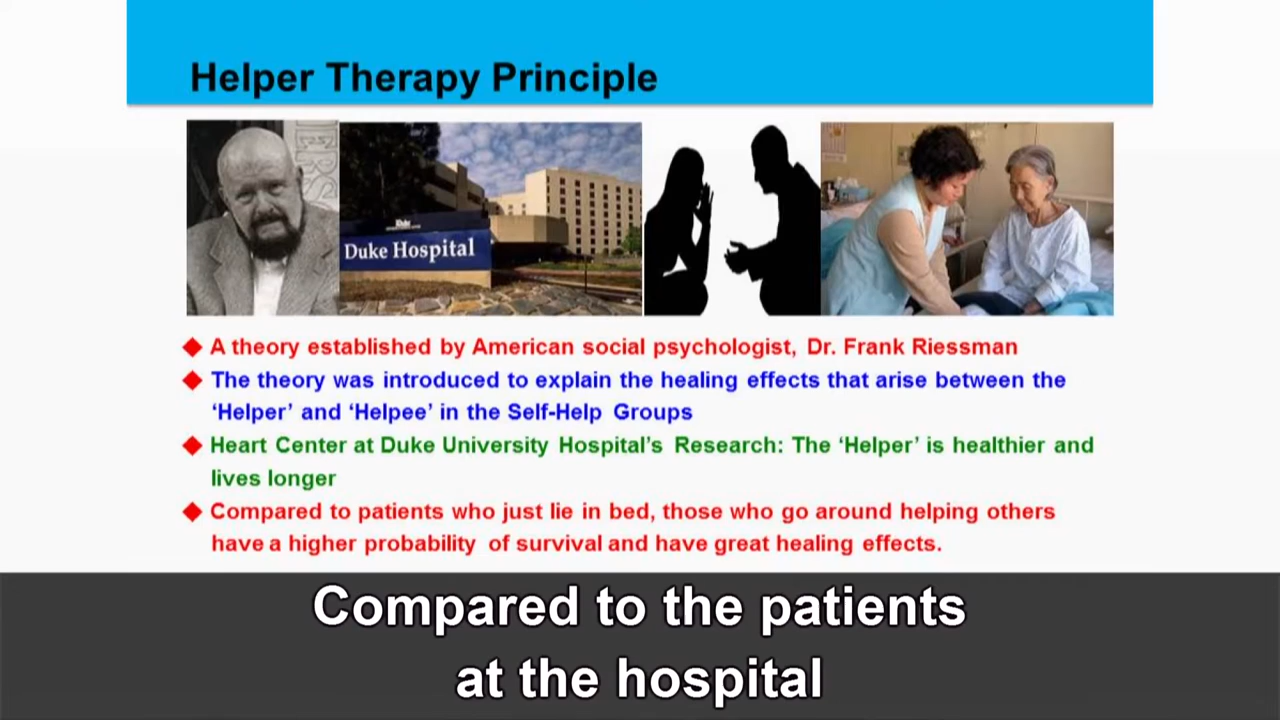 Helper Therapy Principle
ERS
Duke
Duke Hospital
◆ A theory established by American social psychologist, Dr. Frank Riessman
◆ The theory was introduced to explain the healing effects that arise between the
‘Helper’ and ‘Helpee’ in the Self-Help Groups
◆ Heart Center at Duke University Hospital’s Research: The ‘Helper’ is healthier and
lives longer
◆ Compared to patients who just lie in bed, those who go around helping others
have a higher probability of survival and have great healing effects.
Compared to the patients
at the hospital